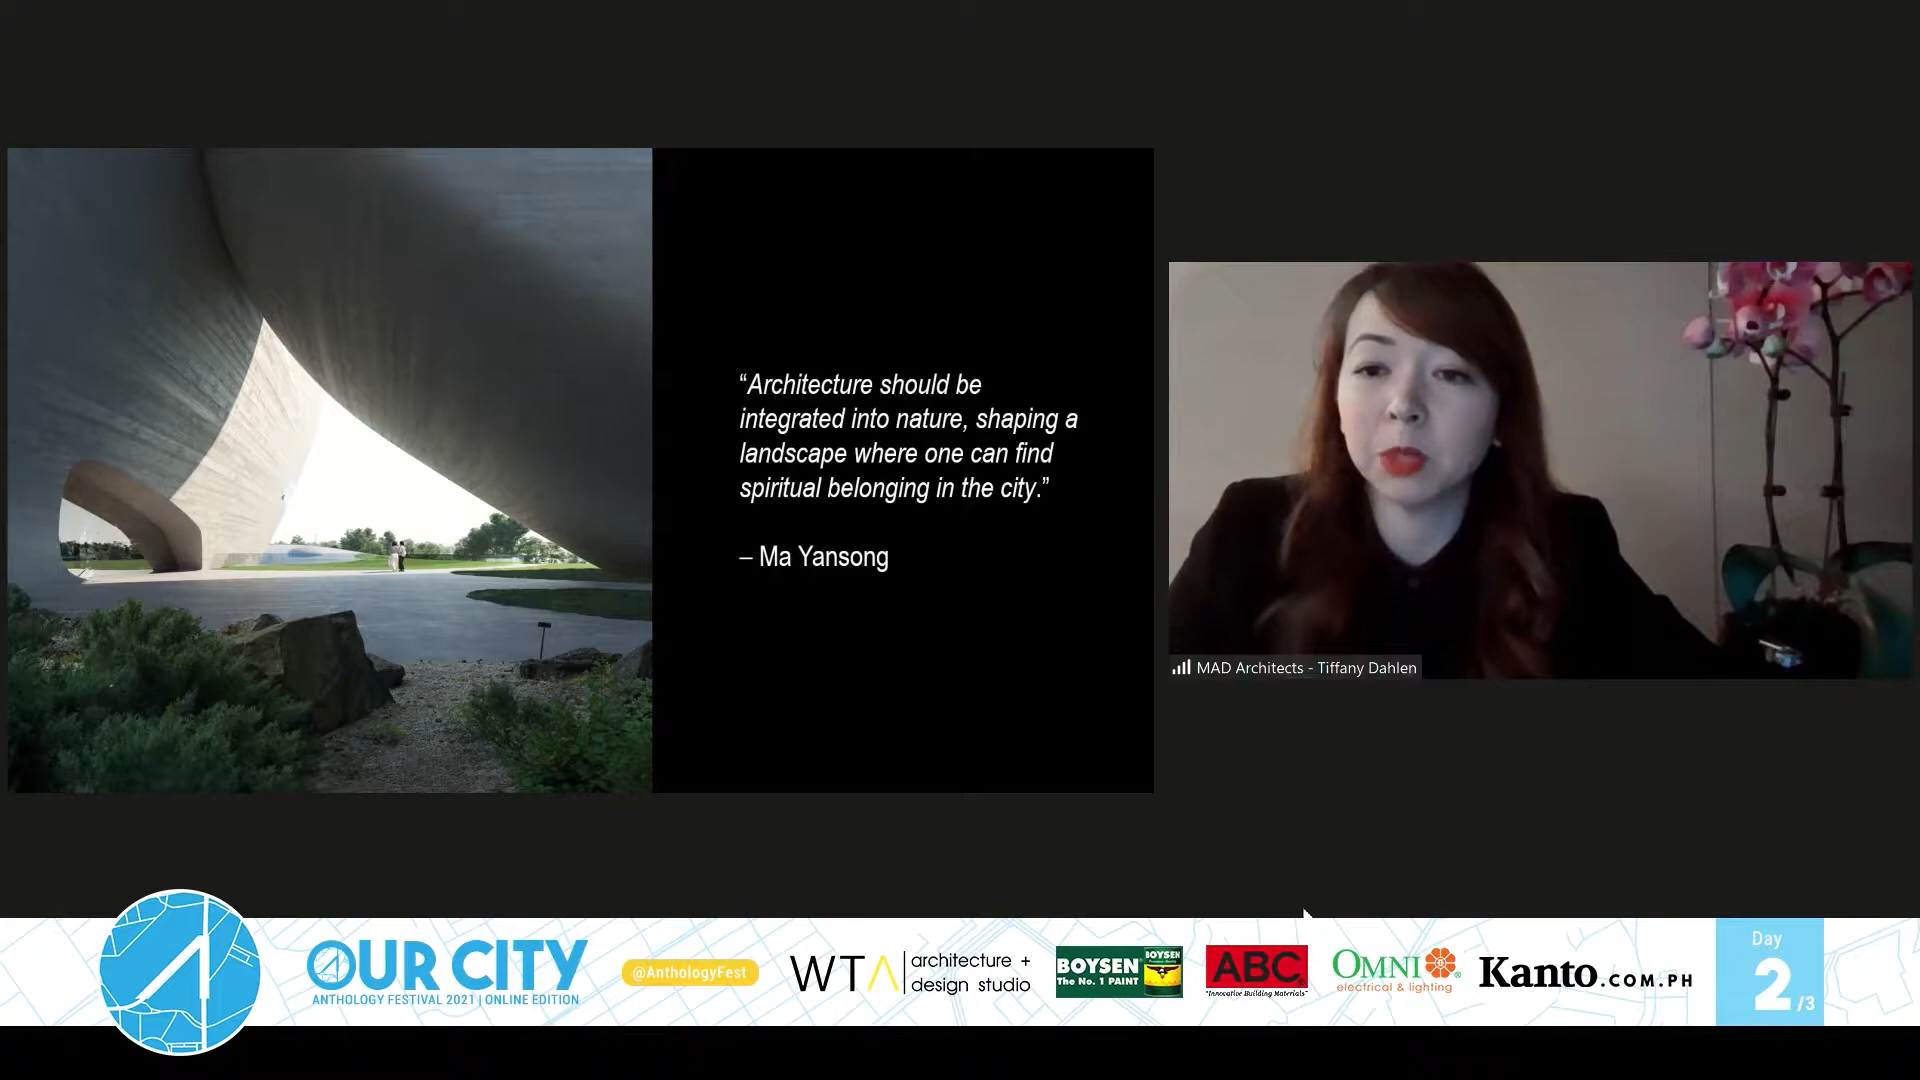 “Architecture should be
integrated into nature, shaping a
landscape where one can find
spiritual belonging in the city.”
– Ma Yansong
MAD Architects - Tiffany Dahlen
OUR CITY
ANTHOLOGY FESTIVAL 2021 | ONLINE EDITION
@AnthologyFest
WTA architecture +
design studio
BOYSEN
The No. 1 PAINT
BOYSEN
ABC
"Innovative Building Materials"
OMNI
electrical & lighting
Kanto.COM.PH
Day
2/3